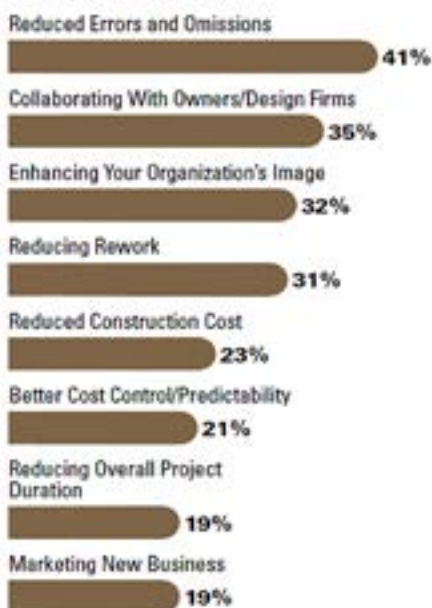 Reduced Errors and Omissions
41%
Collaborating With Owners/Design Firms
35%
Enhancing Your Organization's Image
32%
Reducing Rework
31%
Reduced Construction Cost
23%
Better Cost Control/Predictability
21%
Reducing Overall Project
Duration
19%
Marketing New Business
19%